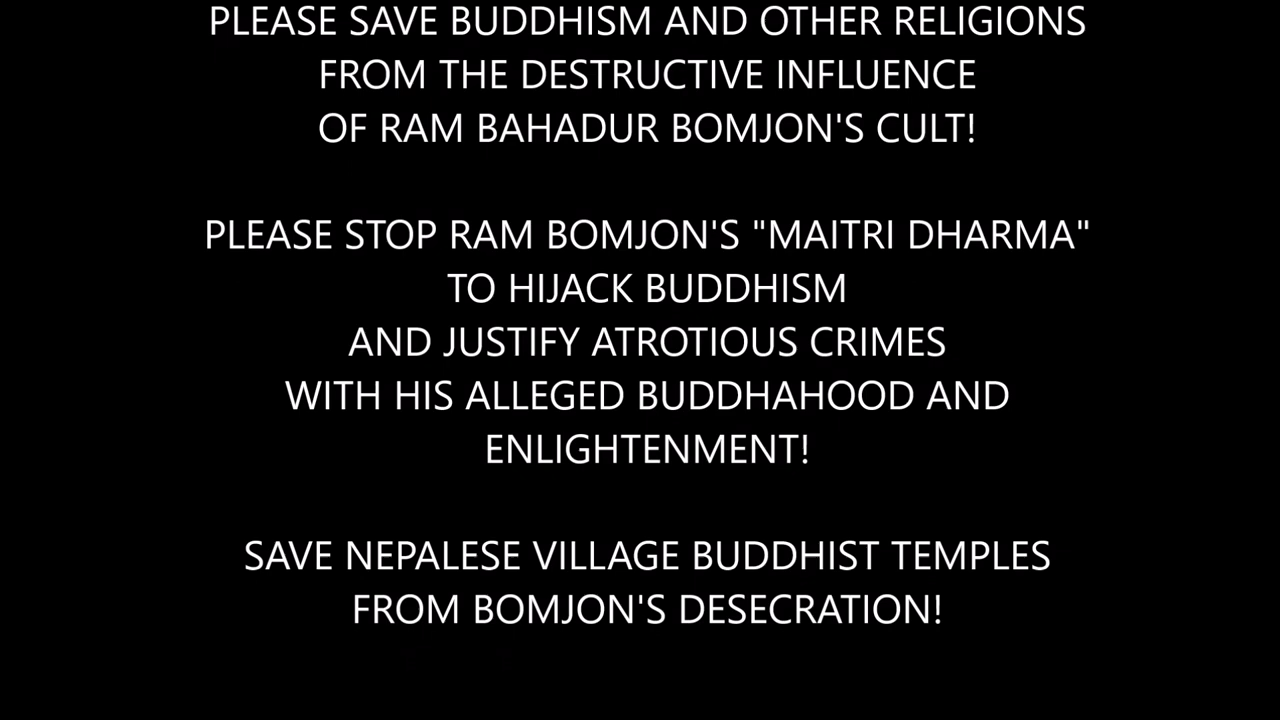 PLEASE SAVE BUDDHISM AND OTHER RELIGIONS
FROM THE DESTRUCTIVE INFLUENCE
OF RAM BAHADUR BOMJON'S CULT!
PLEASE STOP RAM BOMJON'S "MAITRI DHARMA"
TO HIJACK BUDDHISM
AND JUSTIFY ATROTIOUS CRIMES
WITH HIS ALLEGED BUDDHAHOOD AND
ENLIGHTENMENT!
SAVE NEPALESE VILLAGE BUDDHIST TEMPLES
FROM BOMJON'S DESECRATION!